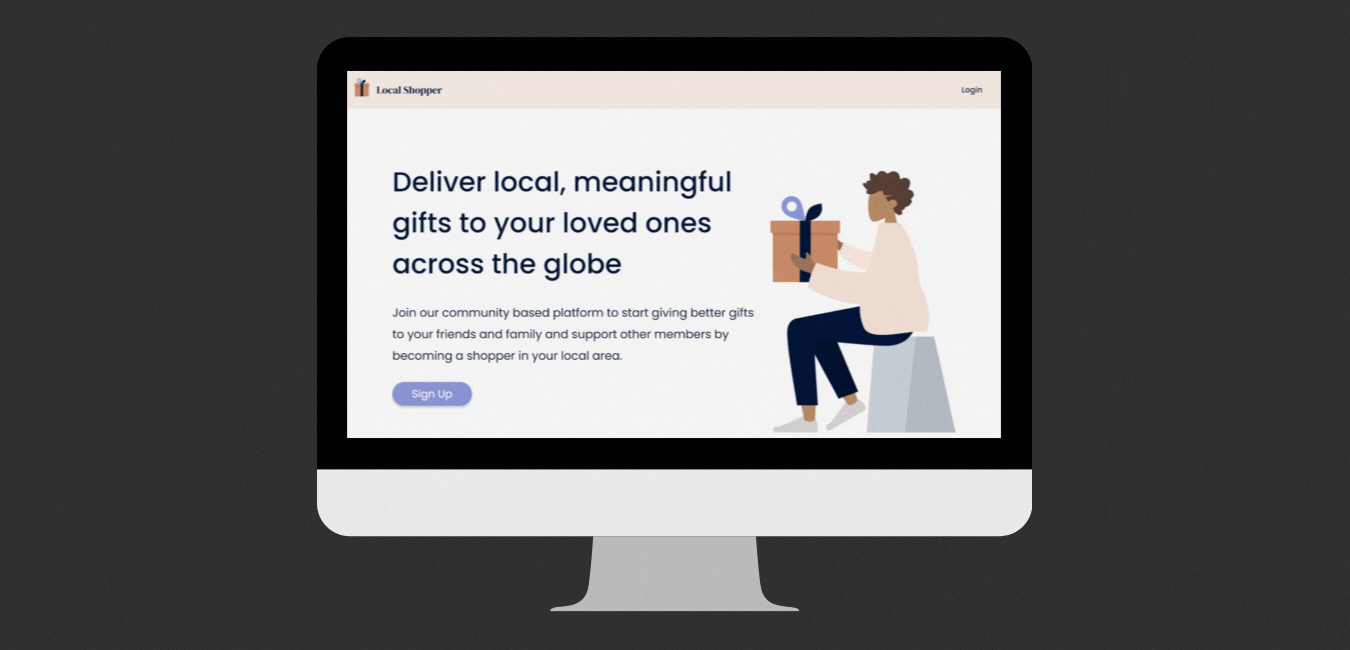 Local Shopper
Login
Deliver local, meaningful
gifts to your loved ones
across the globe
Join our community based platform to start giving better gifts
to your friends and family and support other members by
becoming a shopper in your local area.
Sign Up